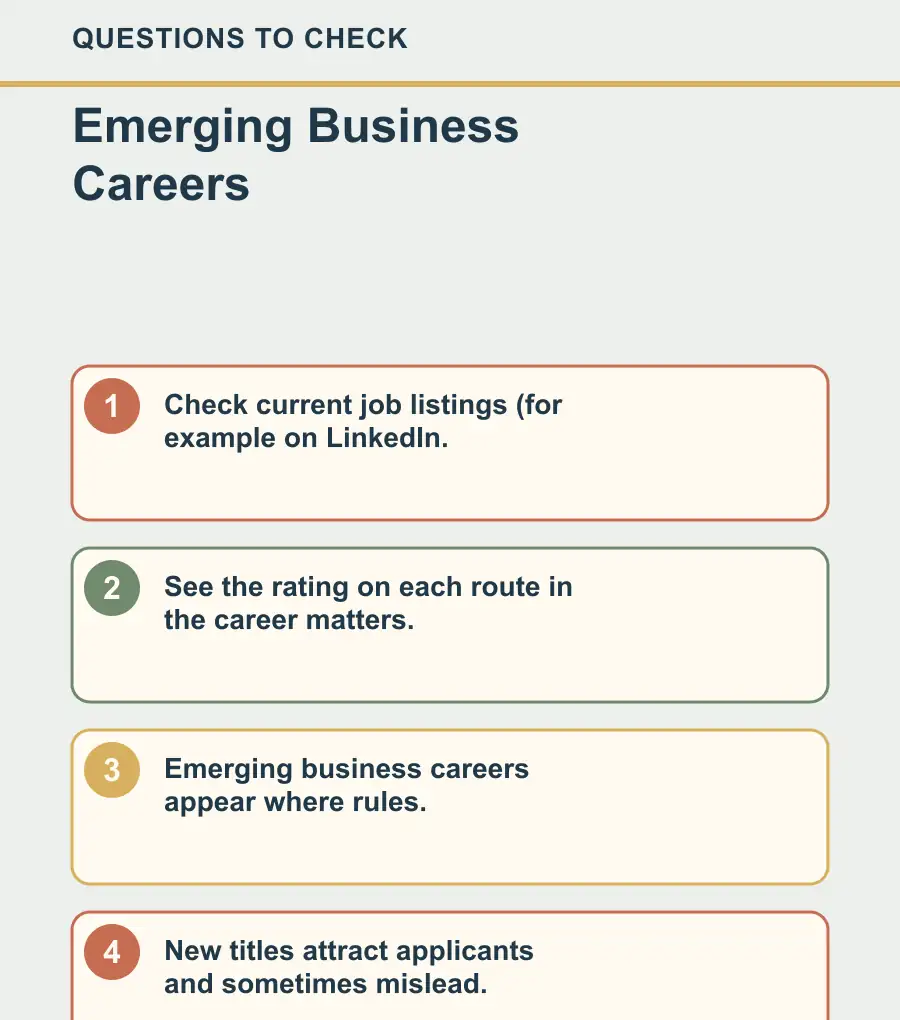 QUESTIONS TO CHECK
Emerging Business
Careers
1
Check current job listings (for
example on LinkedIn.
2
See the rating on each route in
the career matters.
3
Emerging business careers
appear where rules.
4
New titles attract applicants
and sometimes mislead.